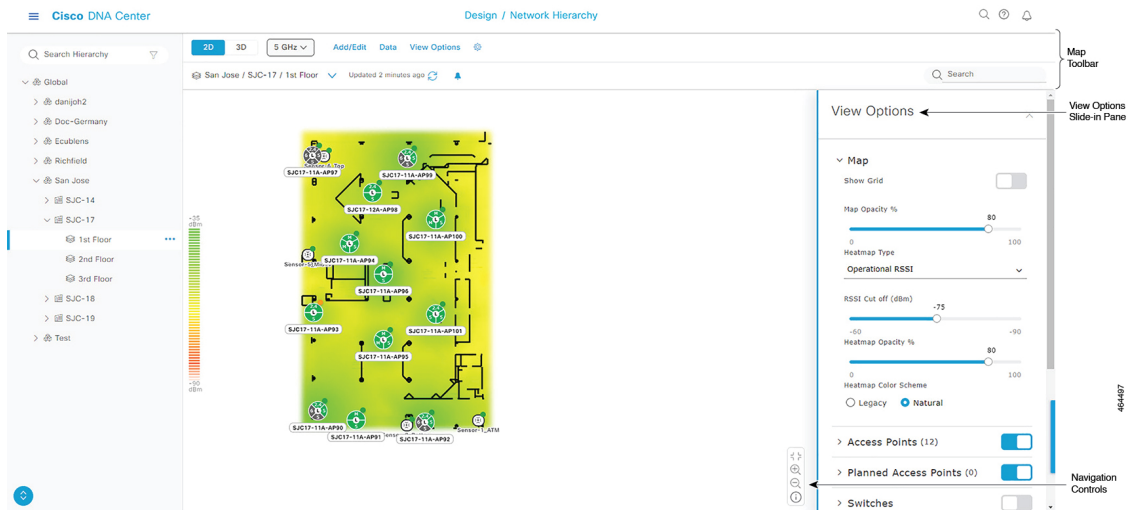 Cisco DNA Center
Design / Network Hierarchy
Map Toolbar
2D 3D 5 GHz Add/Edit Data View Options
Search Hierarchy
San Jose / SJC-17 / 1st Floor Updated 2 minutes ago
Search
Global
danijoh2
Doc-Germany
Ecublens
Richfield
San Jose
SJC-14
SJC-17
1st Floor
2nd Floor
3rd Floor
SJC-18
SJC-19
Test
-35
dBm
-90
dBm
Sensor-6_Top
SJC17-11A-AP97
SJC17-11A-AP99
SJC17-12A-AP98
SJC17-11A-AP100
SJC17-11A-AP94
SJC17-11A-AP96
SJC17-11A-AP93
SJC17-11A-AP101
SJC17-11A-AP95
SJC17-11A-AP90
SJC17-11A-AP91
SJC17-11A-AP92
Sensor-1_ATM
View Options
View Options
Slide-in Pane
Map
Show Grid
Map Opacity %
80
0 100
Heatmap Type
Operational RSSI
RSSI Cut off (dBm)
-75
-60 -90
Heatmap Opacity %
80
0 100
Heatmap Color Scheme
Legacy Natural
Access Points (12)
Planned Access Points (0)
Switches
Navigation
Controls
464497